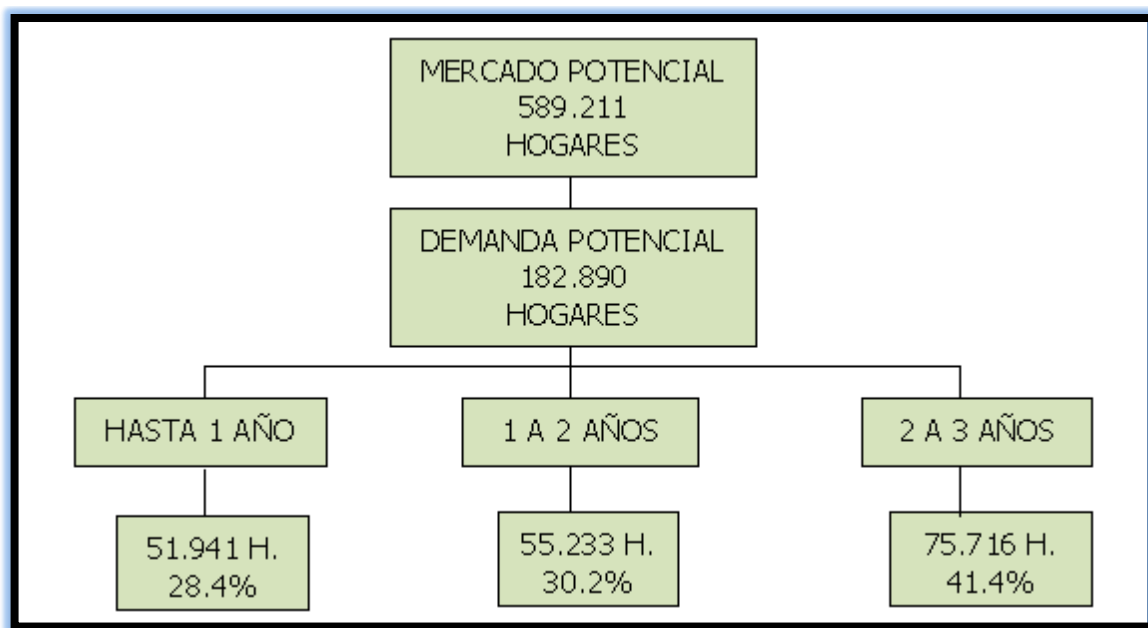 MERCADO POTENCIAL
589.211
HOGARES
DEMANDA POTENCIAL
182.890
HOGARES
HASTA 1 AÑO
1 A 2 AÑOS
2 A 3 AÑOS
51.941 H.
28.4%
55.233 H.
30.2%
75.716 H.
41.4%